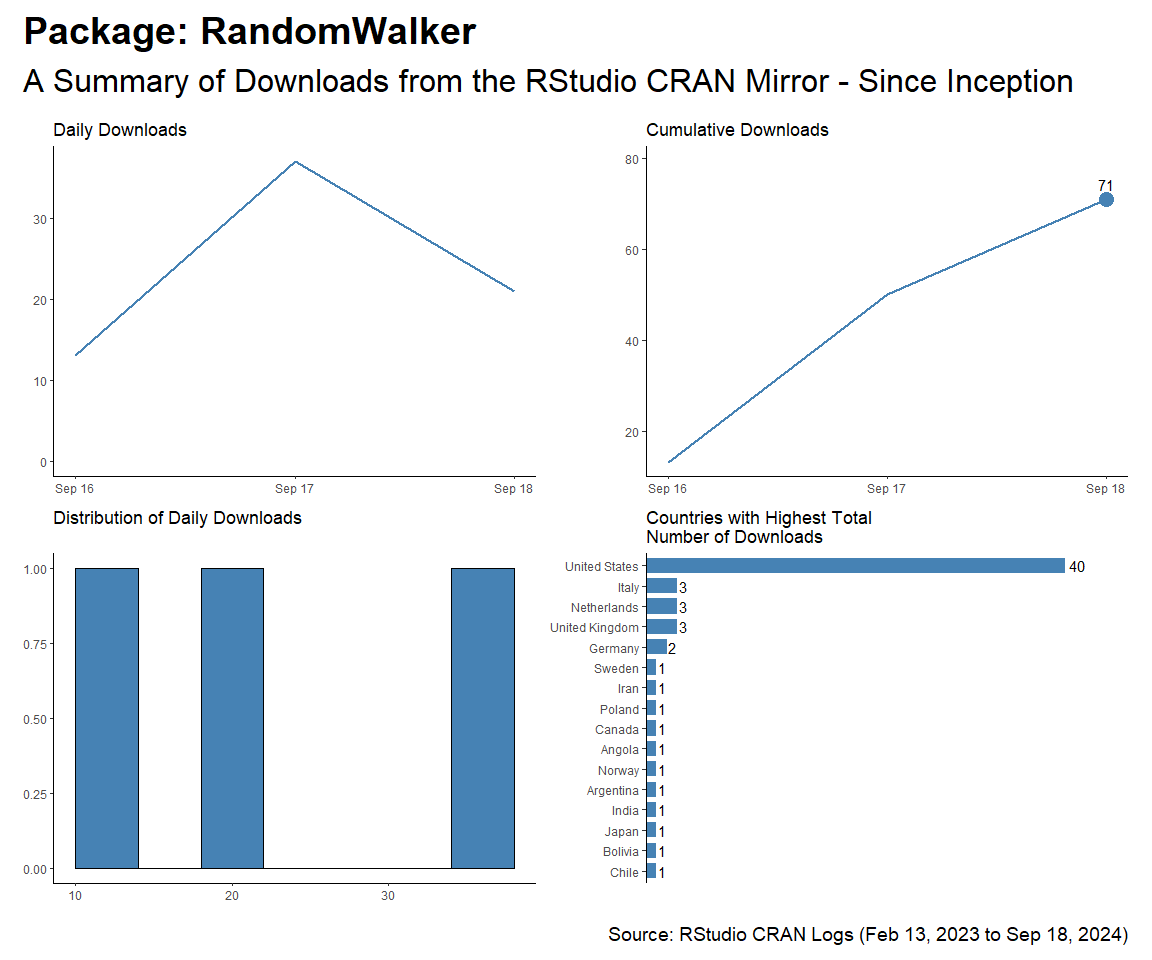 Package: RandomWalker
A Summary of Downloads from the RStudio CRAN Mirror - Since Inception
Daily Downloads
30
20
10
0
Sep 16 Sep 17 Sep 18
Cumulative Downloads
80
60
40
20
71
Sep 16 Sep 17 Sep 18
Distribution of Daily Downloads
1.00
0.75
0.50
0.25
0.00
10 20 30
Countries with Highest Total
Number of Downloads
United States 40
Italy 3
Netherlands 3
United Kingdom 3
Germany 2
Sweden 1
Iran 1
Poland 1
Canada 1
Angola 1
Norway 1
Argentina 1
India 1
Japan 1
Bolivia 1
Chile 1
Source: RStudio CRAN Logs (Feb 13, 2023 to Sep 18, 2024)